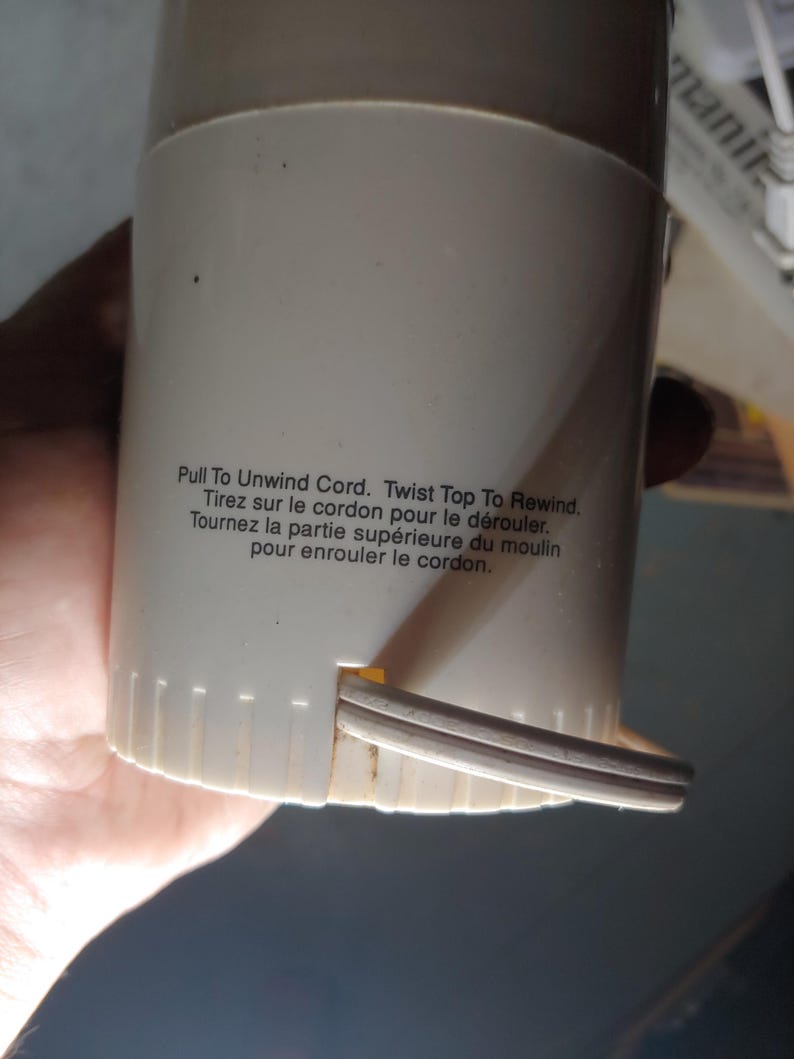 Pull To Unwind Cord. Twist Top To Rewind.
Tirez sur le cordon pour le dérouler.
Tournez la partie supérieure du moulin
pour enrouler le cordon.